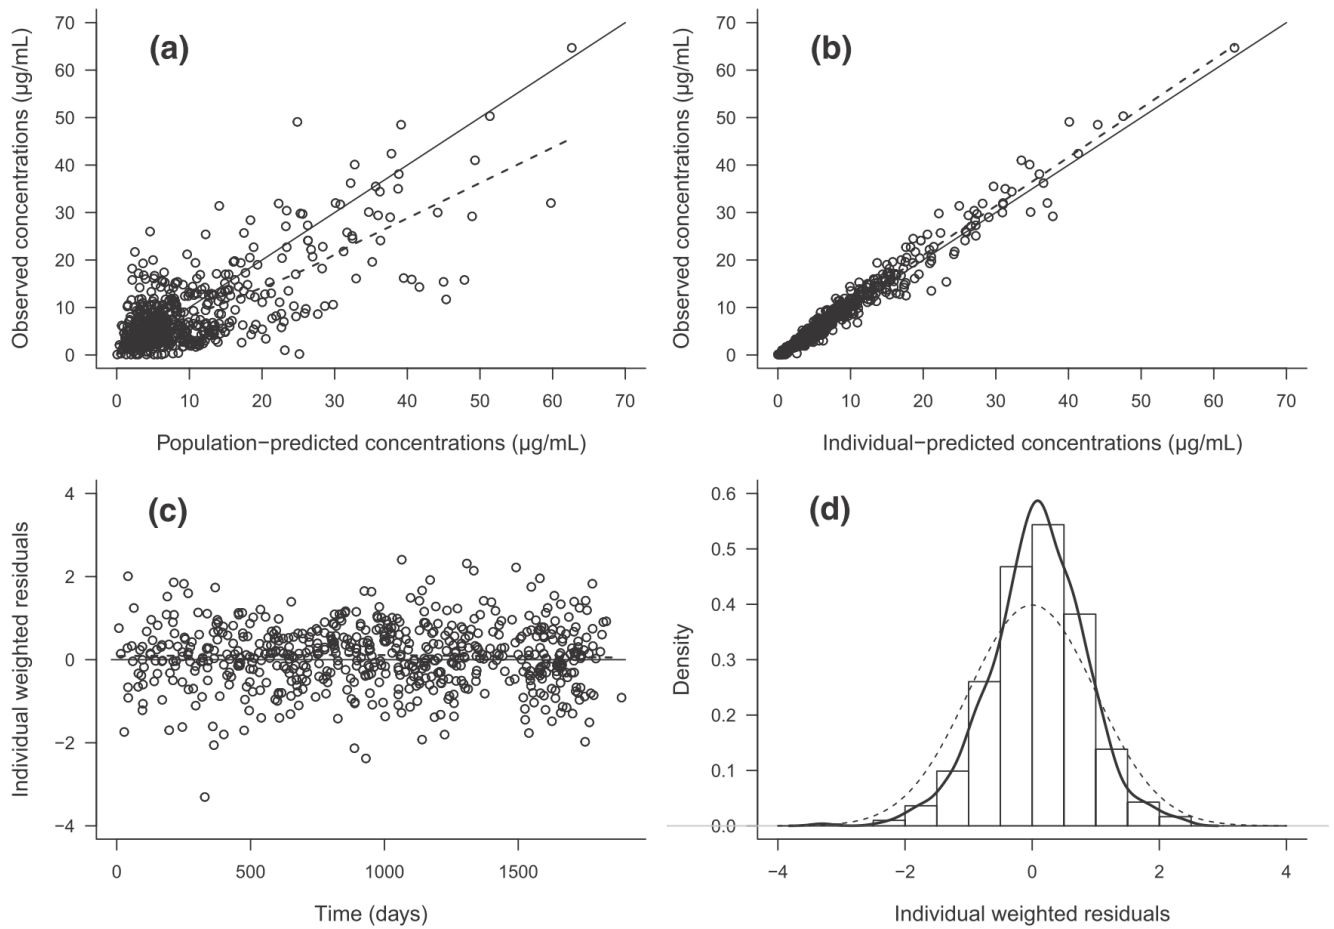 (a)
Observed concentrations (µg/mL)
70
60
50
40
30
20
10
0
0 10 20 30 40 50 60 70
Population−predicted concentrations (µg/mL)
(b)
Observed concentrations (µg/mL)
70
60
50
40
30
20
10
0
0 10 20 30 40 50 60 70
Individual−predicted concentrations (µg/mL)
(c)
Individual weighted residuals
4
2
0
−2
−4
0 500 1000 1500
Time (days)
(d)
Density
0.6
0.5
0.4
0.3
0.2
0.1
0.0
−4 −2 0 2 4
Individual weighted residuals